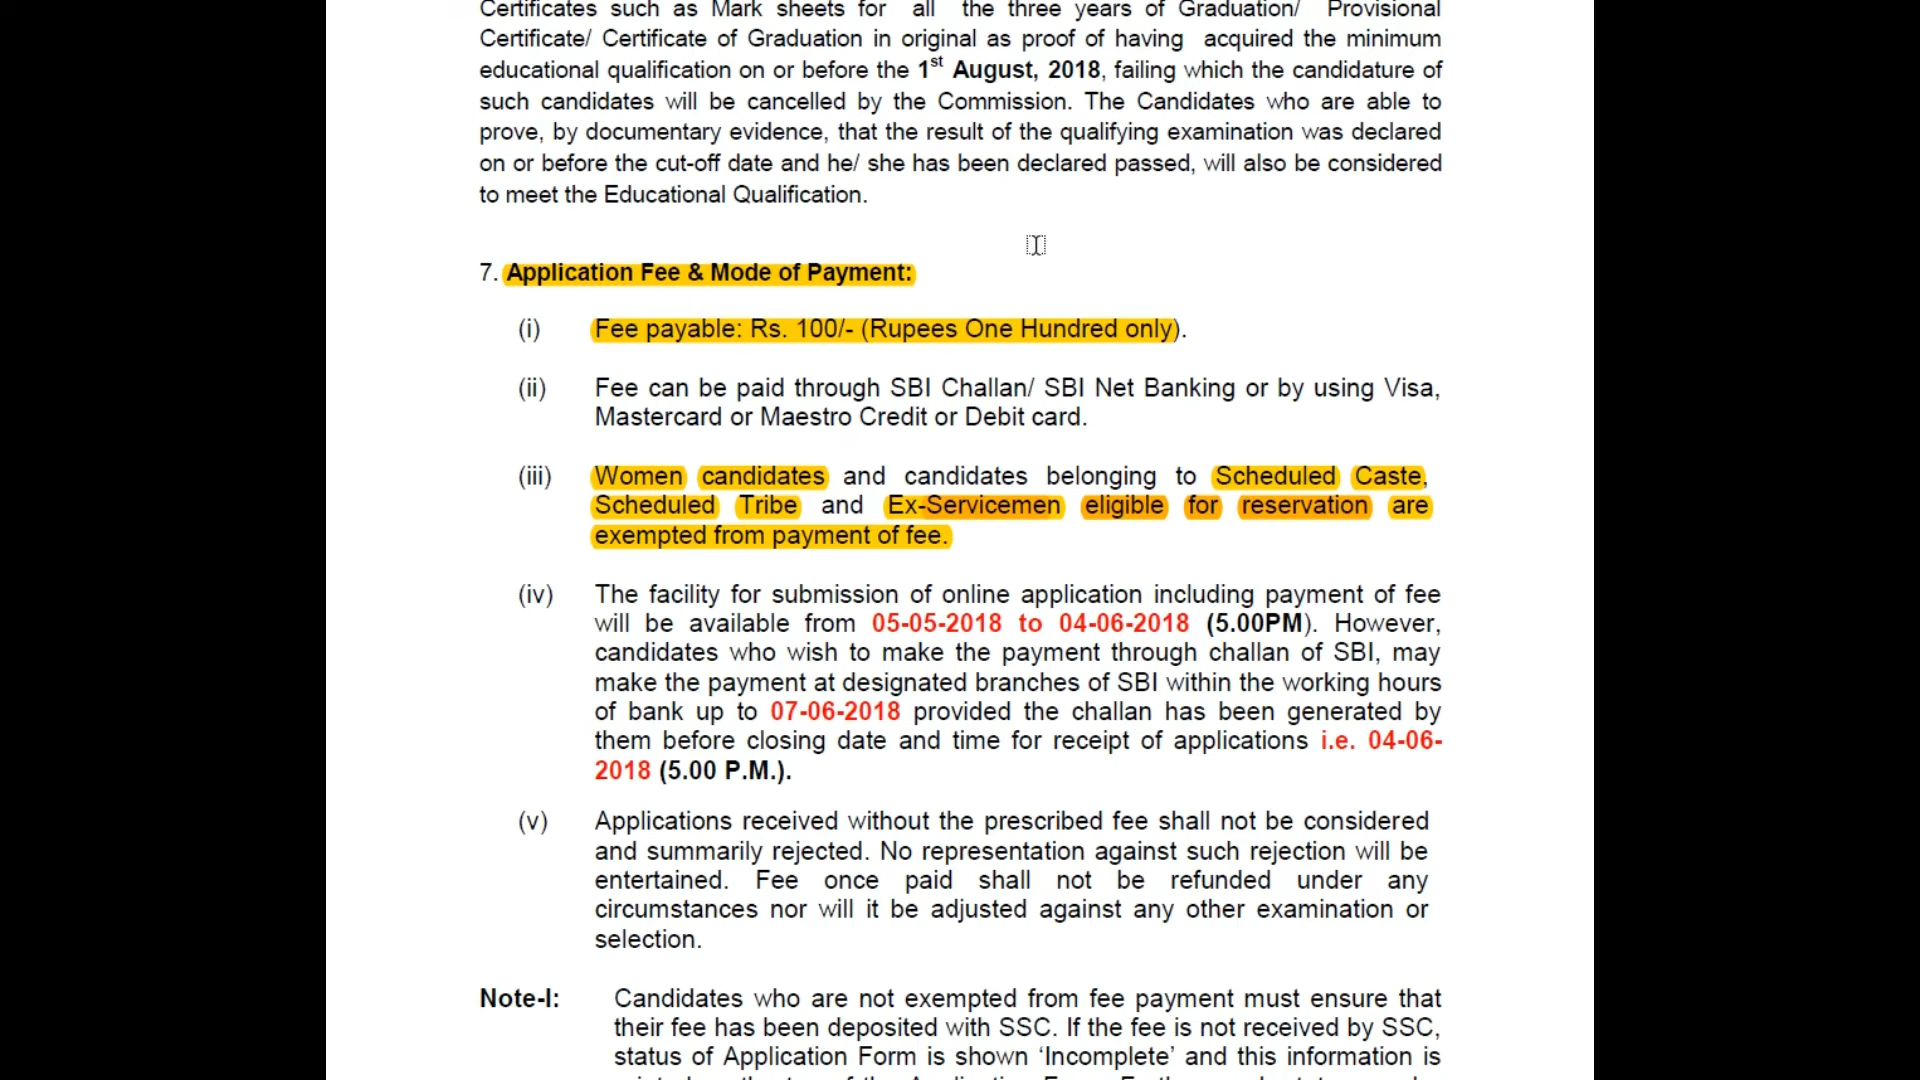 Certificates such as Mark sheets for all the three years of Graduation/ Provisional
Certificate/ Certificate of Graduation in original as proof of having acquired the minimum
educational qualification on or before the 1st August, 2018, failing which the candidature of
such candidates will be cancelled by the Commission. The Candidates who are able to
prove, by documentary evidence, that the result of the qualifying examination was declared
on or before the cut-off date and he/ she has been declared passed, will also be considered
to meet the Educational Qualification.
7. Application Fee & Mode of Payment:
(i) Fee payable: Rs. 100/- (Rupees One Hundred only).
(ii) Fee can be paid through SBI Challan/ SBI Net Banking or by using Visa,
Mastercard or Maestro Credit or Debit card.
(iii) Women candidates and candidates belonging to Scheduled Caste,
Scheduled Tribe and Ex-Servicemen eligible for reservation are
exempted from payment of fee.
(iv) The facility for submission of online application including payment of fee
will be available from 05-05-2018 to 04-06-2018 (5.00PM). However,
candidates who wish to make the payment through challan of SBI, may
make the payment at designated branches of SBI within the working hours
of bank up to 07-06-2018 provided the challan has been generated by
them before closing date and time for receipt of applications i.e. 04-06-
2018 (5.00 P.M.).
(v) Applications received without the prescribed fee shall not be considered
and summarily rejected. No representation against such rejection will be
entertained. Fee once paid shall not be refunded under any
circumstances nor will it be adjusted against any other examination or
selection.
Note-I: Candidates who are not exempted from fee payment must ensure that
their fee has been deposited with SSC. If the fee is not received by SSC,
status of Application Form is shown ‘Incomplete’ and this information is